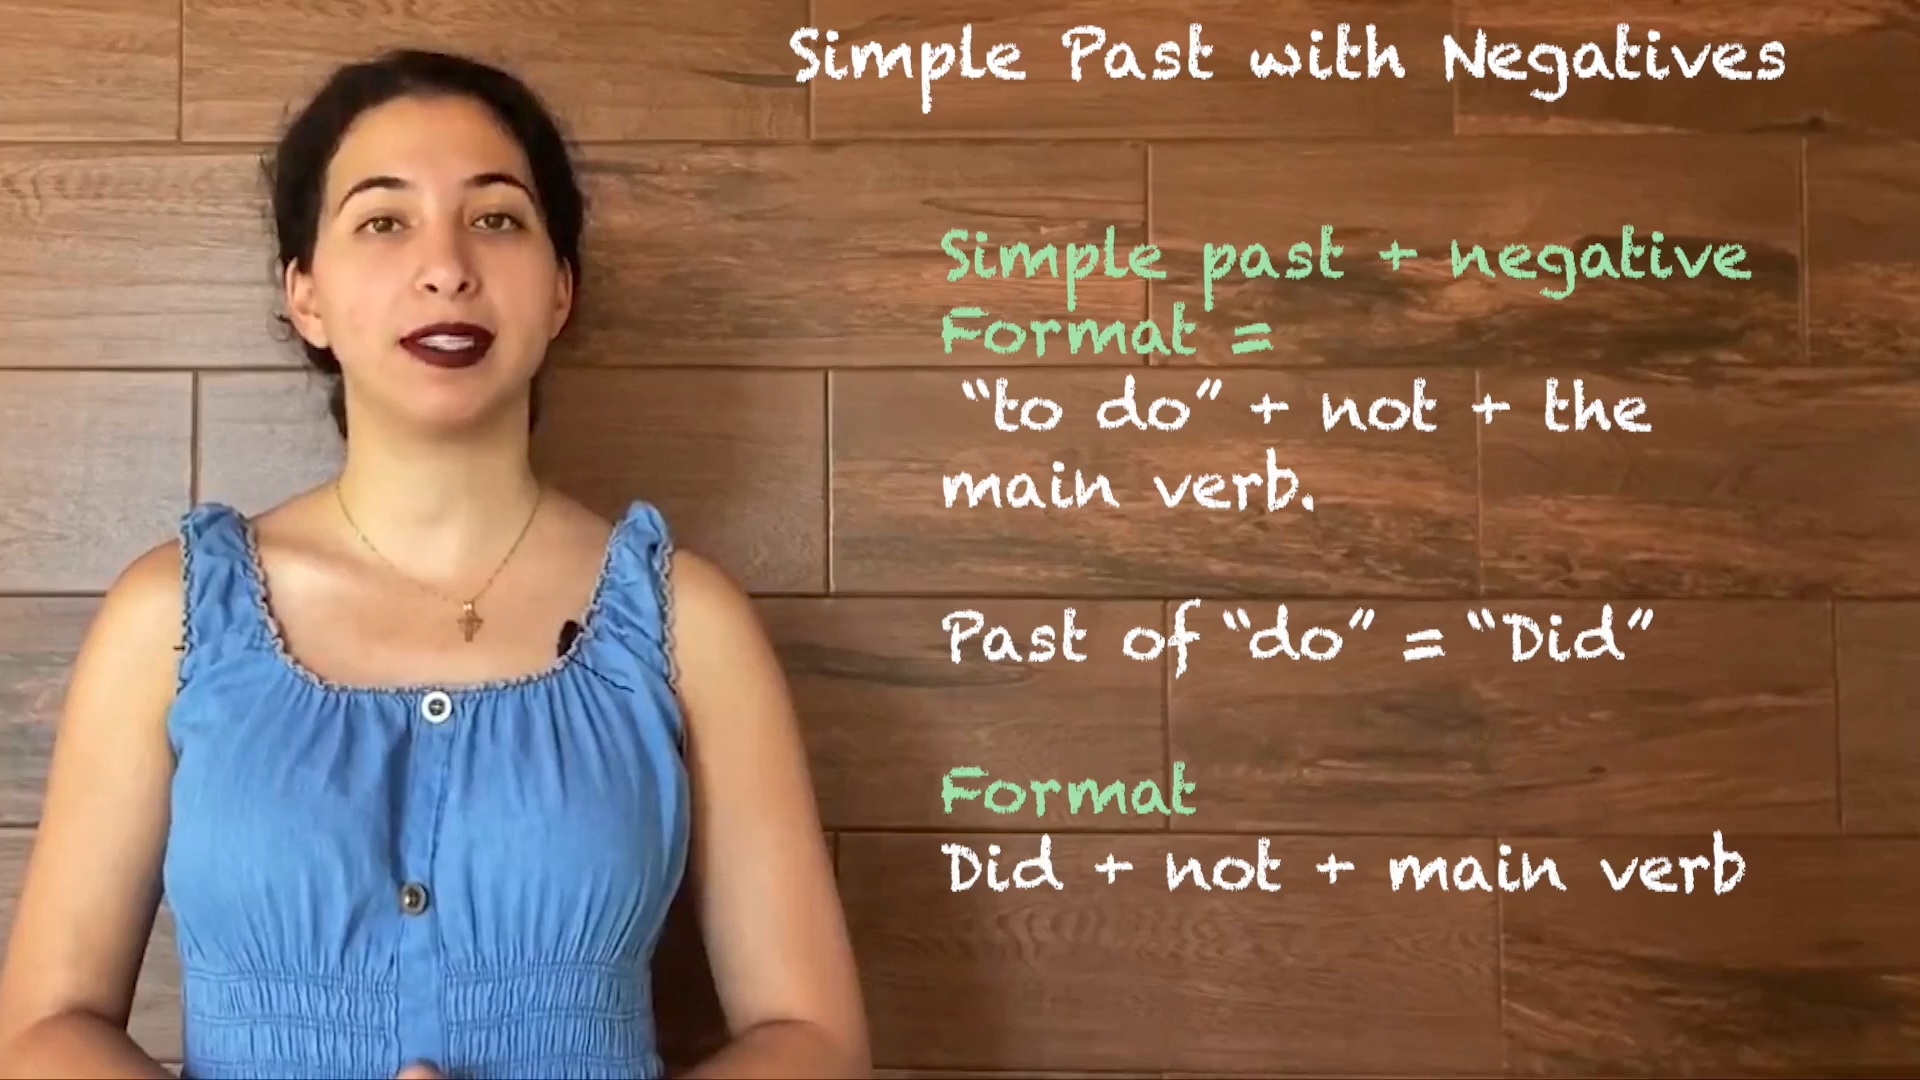 Simple Past with Negatives
Simple past + negative
Format =
“to do” + not + the
main verb.
Past of “do” = “Did”
Format
Did + not + main verb